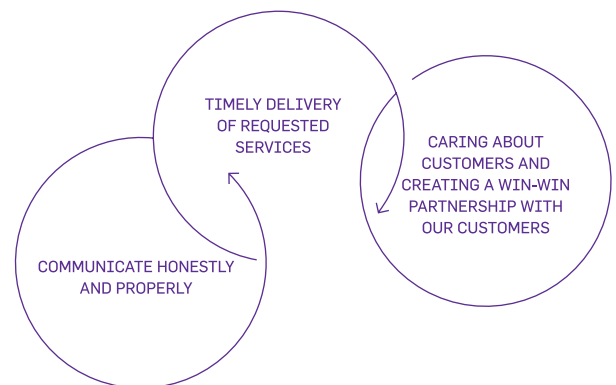 COMMUNICATE HONESTLY
AND PROPERLY
TIMELY DELIVERY
OF REQUESTED
SERVICES
CARING ABOUT
CUSTOMERS AND
CREATING A WIN-WIN
PARTNERSHIP WITH
OUR CUSTOMERS